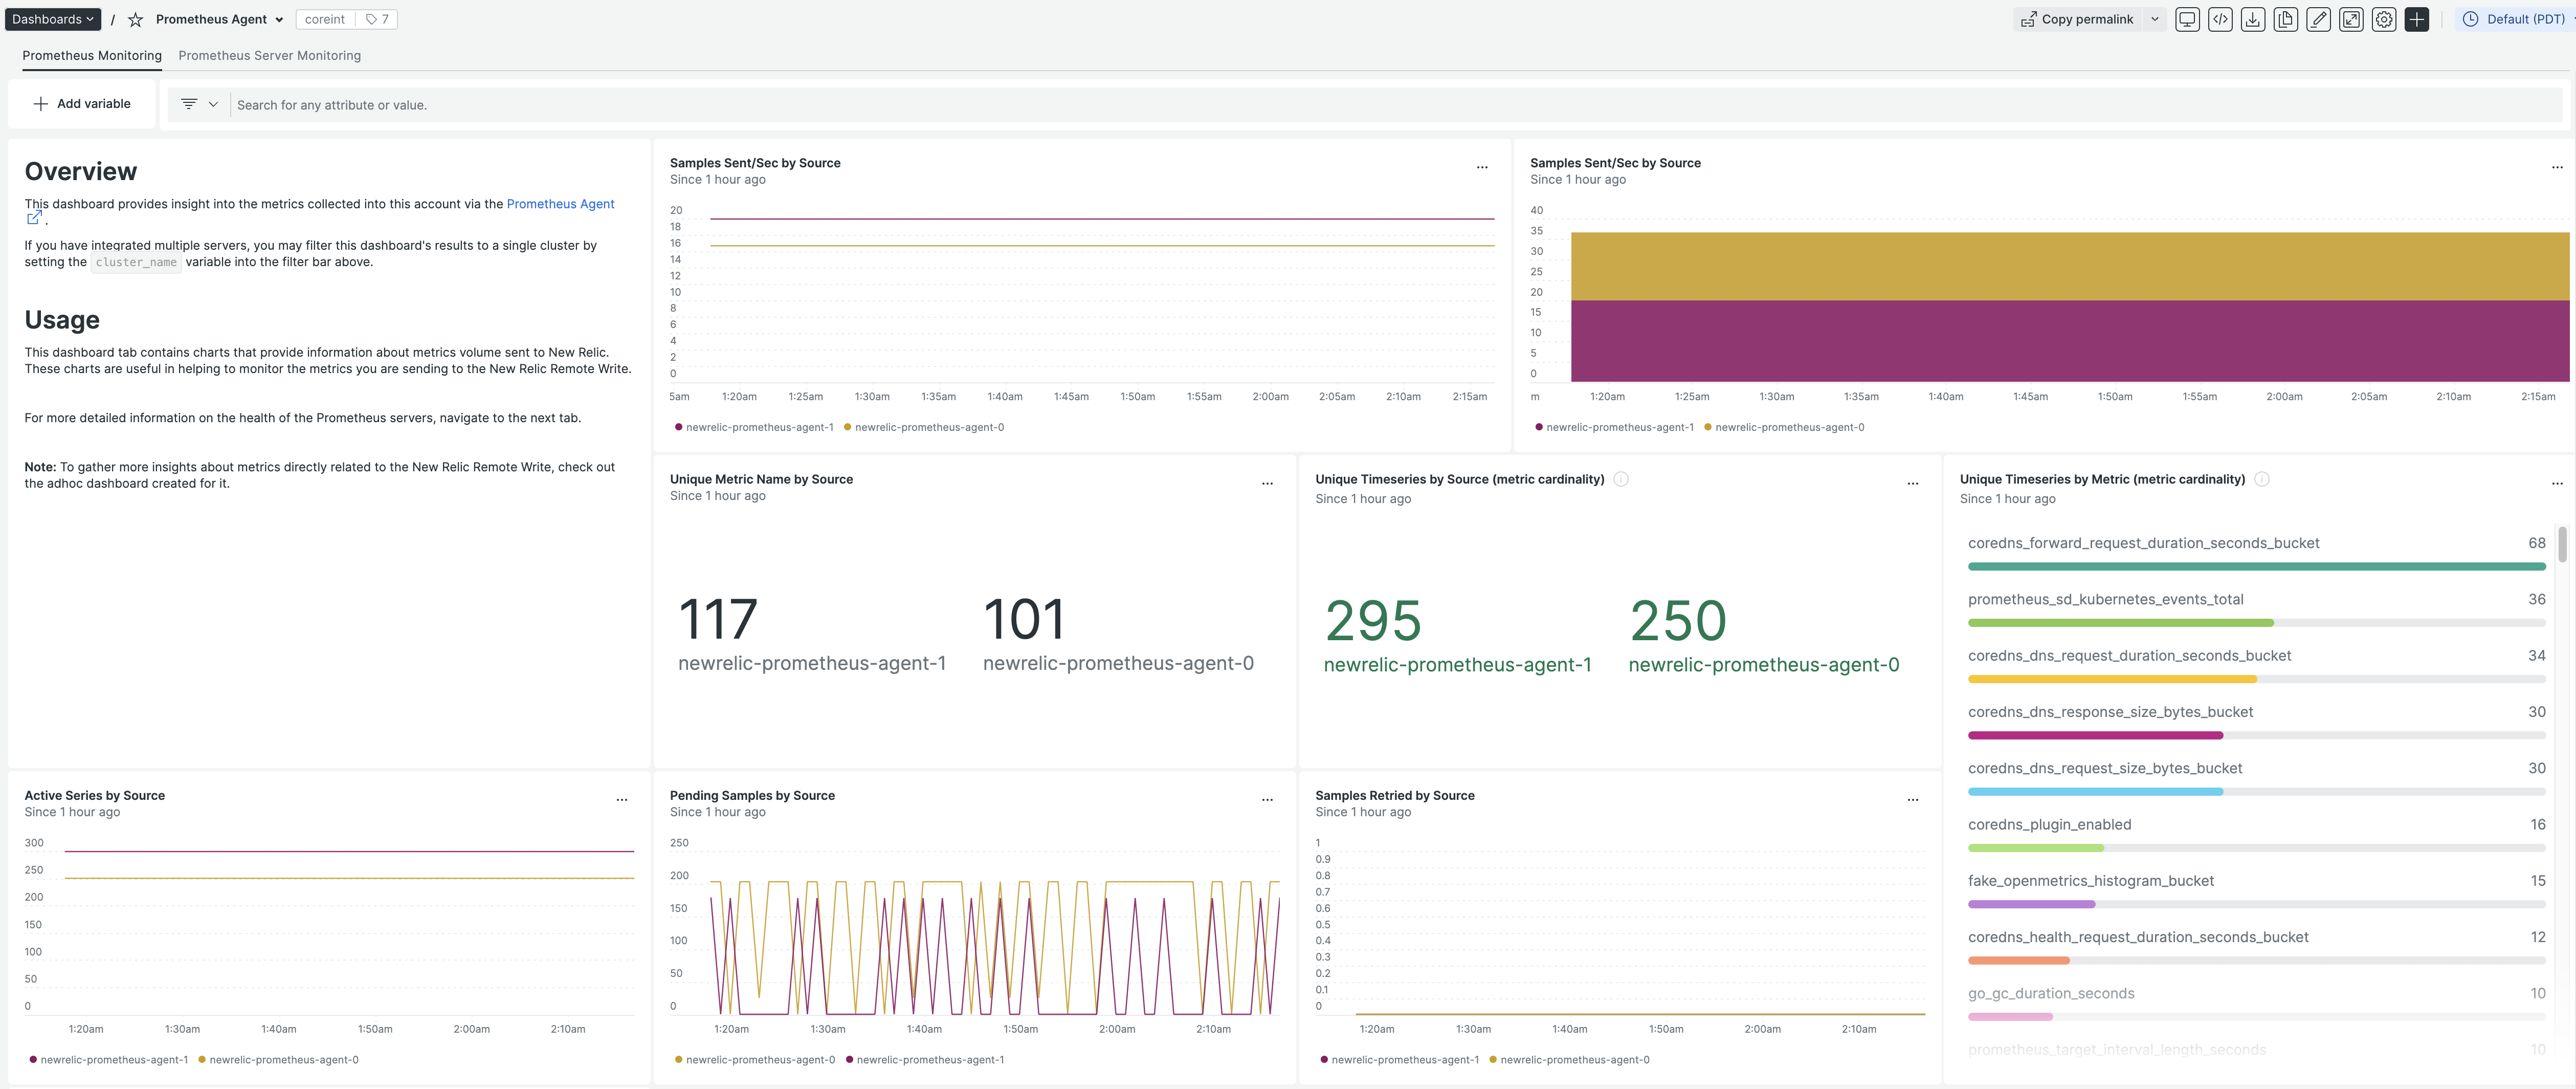 Dashboards / Prometheus Agent coreint 7 Copy permalink Default (PDT)
Prometheus Monitoring Prometheus Server Monitoring
Add variable Search for any attribute or value.
Overview
This dashboard provides insight into the metrics collected into this account via the Prometheus Agent
.
If you have integrated multiple servers, you may filter this dashboard's results to a single cluster by
setting the cluster_name variable into the filter bar above.
Usage
This dashboard tab contains charts that provide information about metrics volume sent to New Relic.
These charts are useful in helping to monitor the metrics you are sending to the New Relic Remote Write.
For more detailed information on the health of the Prometheus servers, navigate to the next tab.
Note: To gather more insights about metrics directly related to the New Relic Remote Write, check out
the adhoc dashboard created for it.
Samples Sent/Sec by Source
Since 1 hour ago
20
18
16
14
12
10
8
6
4
2
0
5am 1:20am 1:25am 1:30am 1:35am 1:40am 1:45am 1:50am 1:55am 2:00am 2:05am 2:10am 2:15am
newrelic-prometheus-agent-1 newrelic-prometheus-agent-0
Samples Sent/Sec by Source
Since 1 hour ago
40
35
30
25
20
15
10
5
0
m 1:20am 1:25am 1:30am 1:35am 1:40am 1:45am 1:50am 1:55am 2:00am 2:05am 2:10am 2:15am
newrelic-prometheus-agent-1 newrelic-prometheus-agent-0
Unique Metric Name by Source
Since 1 hour ago
117 101
newrelic-prometheus-agent-1 newrelic-prometheus-agent-0
Unique Timeseries by Source (metric cardinality)
Since 1 hour ago
295 250
newrelic-prometheus-agent-1 newrelic-prometheus-agent-0
Unique Timeseries by Metric (metric cardinality)
Since 1 hour ago
coredns_forward_request_duration_seconds_bucket 68
prometheus_sd_kubernetes_events_total 36
coredns_dns_request_duration_seconds_bucket 34
coredns_dns_response_size_bytes_bucket 30
coredns_dns_request_size_bytes_bucket 30
coredns_plugin_enabled 16
fake_openmetrics_histogram_bucket 15
coredns_health_request_duration_seconds_bucket 12
go_gc_duration_seconds 10
prometheus_target_interval_length_seconds 10
Active Series by Source
Since 1 hour ago
300
250
200
150
100
50
0
1:20am 1:30am 1:40am 1:50am 2:00am 2:10am
newrelic-prometheus-agent-1 newrelic-prometheus-agent-0
Pending Samples by Source
Since 1 hour ago
250
200
150
100
50
0
1:20am 1:30am 1:40am 1:50am 2:00am 2:10am
newrelic-prometheus-agent-0 newrelic-prometheus-agent-1
Samples Retried by Source
Since 1 hour ago
1
0.9
0.8
0.7
0.6
0.5
0.4
0.3
0.2
0.1
0
1:20am 1:30am 1:40am 1:50am 2:00am 2:10am
newrelic-prometheus-agent-1 newrelic-prometheus-agent-0